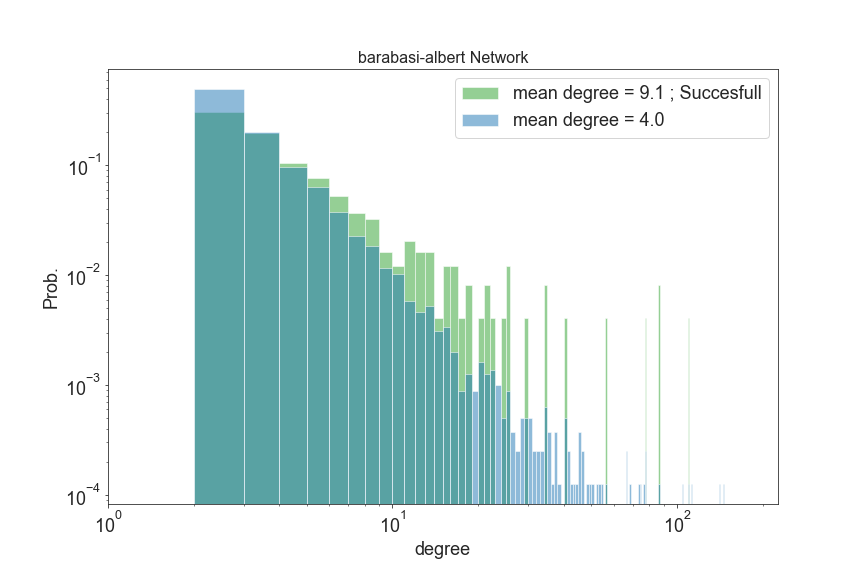 barabasi-albert Network
mean degree = 9.1 ; Succesfull
mean degree = 4.0
Prob.
10⁻¹
10⁻²
10⁻³
10⁻⁴
10⁰ 10¹ 10²
degree